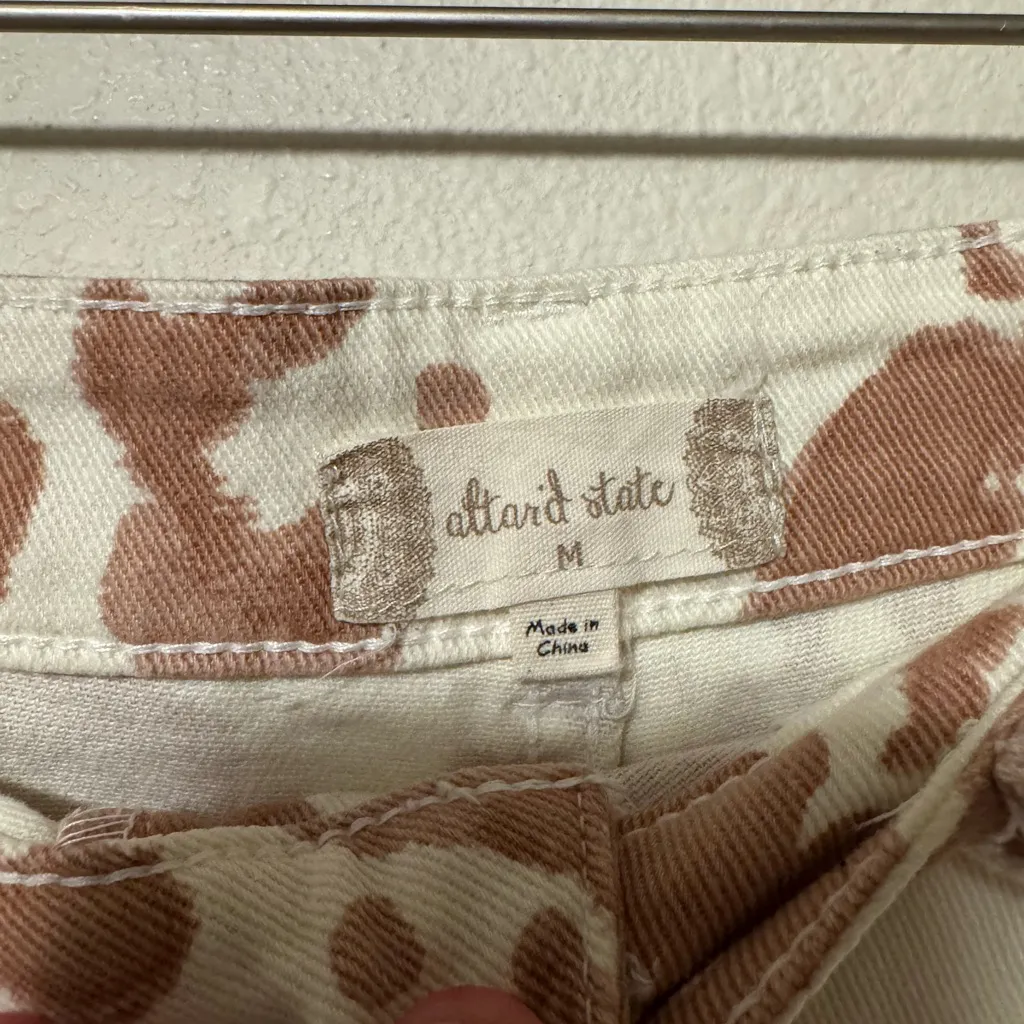 altar'd state
M
Made in
China